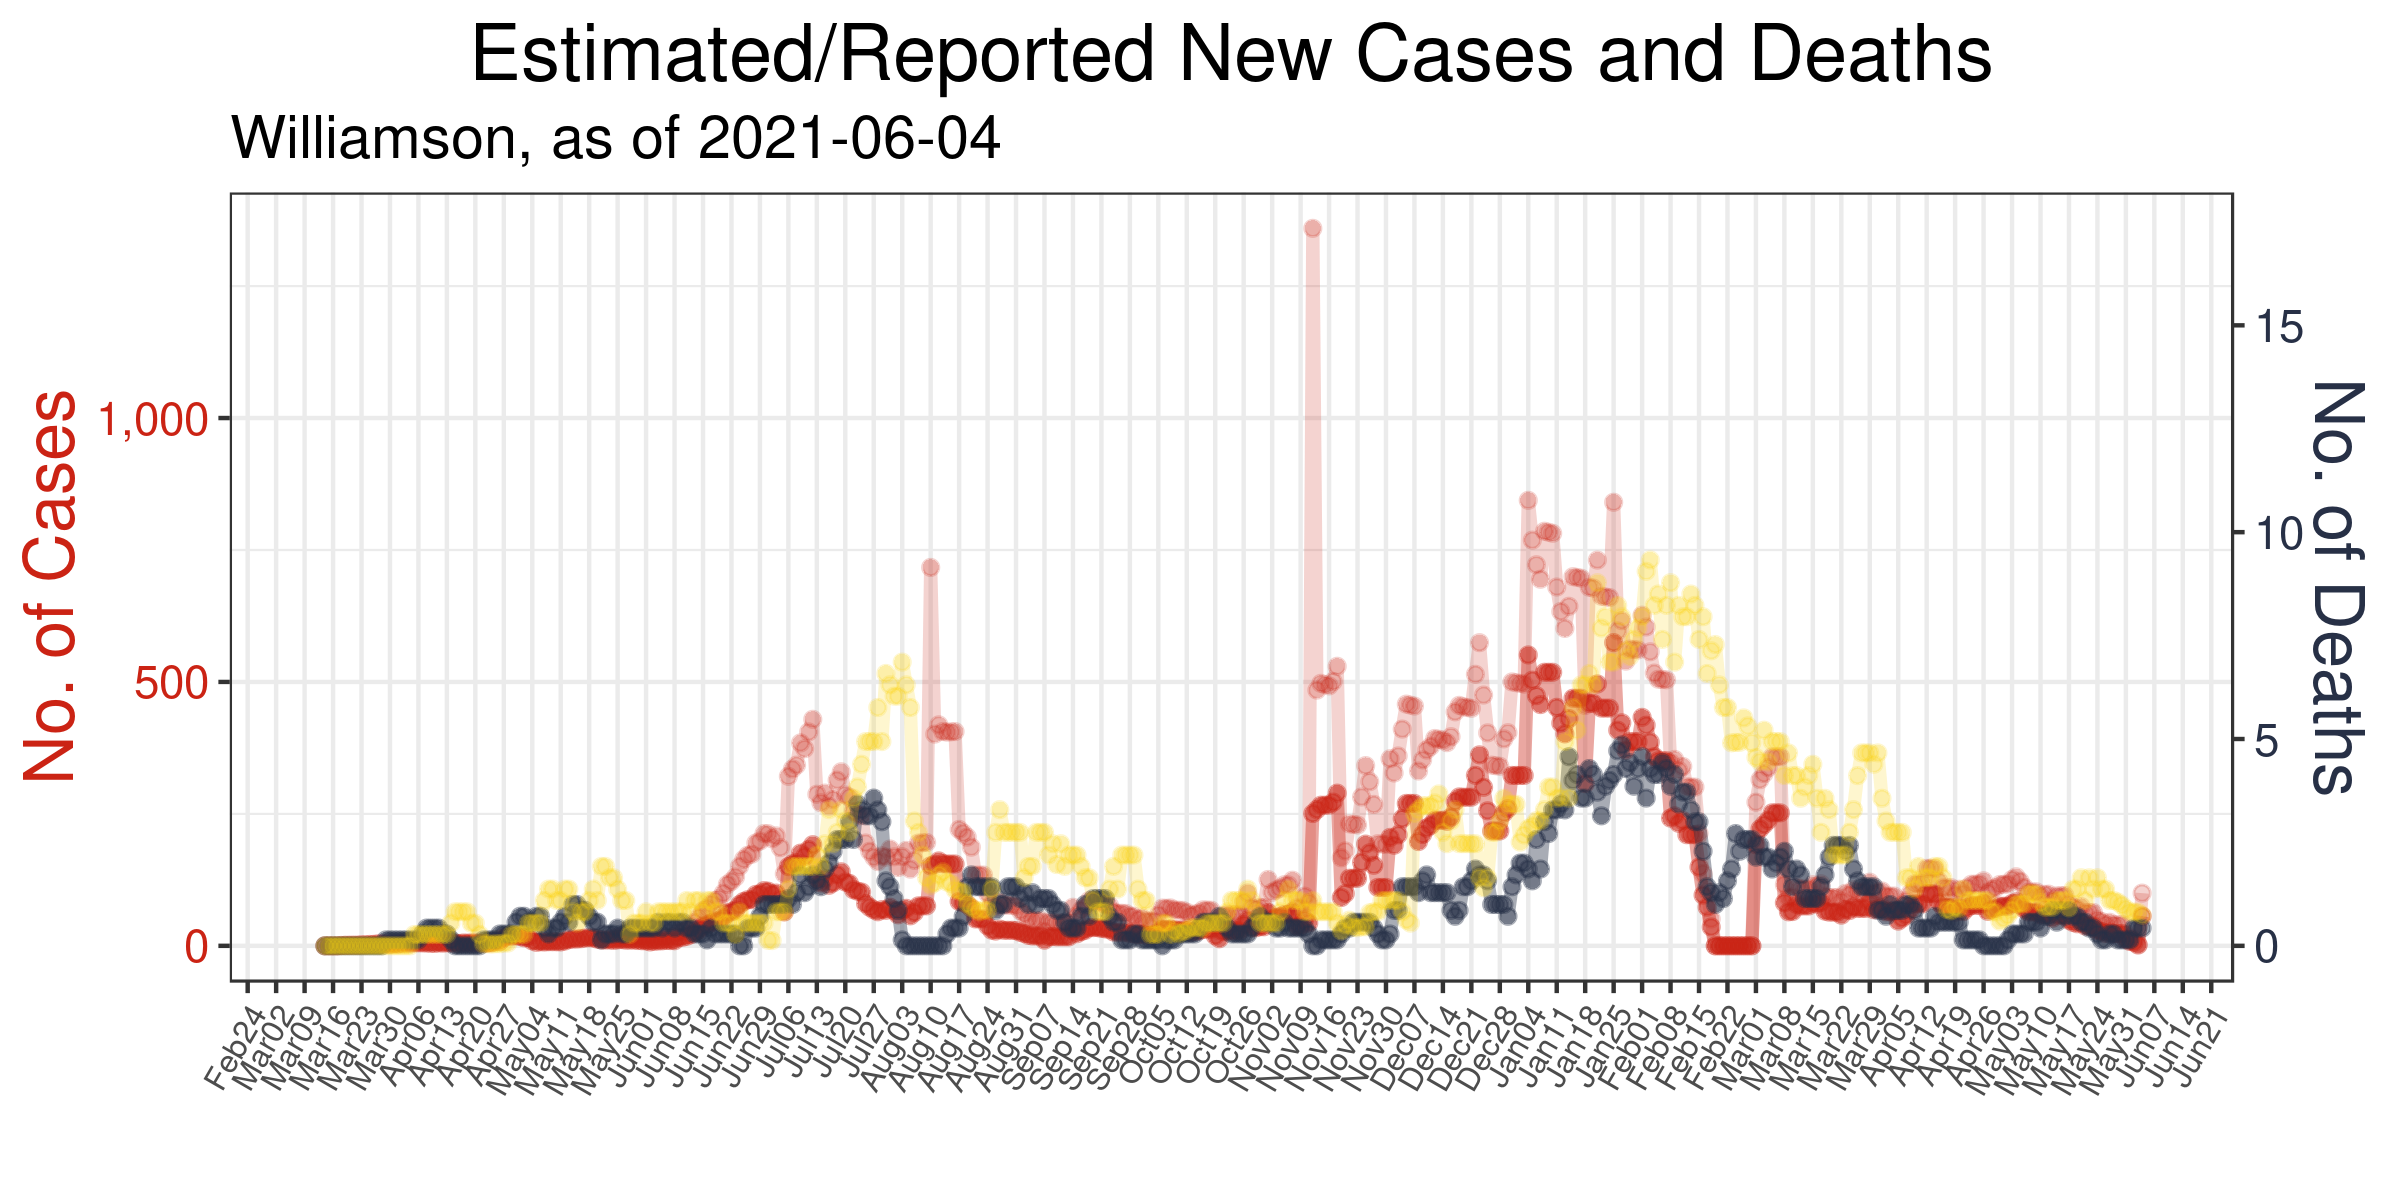 Estimated/Reported New Cases and Deaths
Williamson, as of 2021-06-04
No. of Cases
1,000
500
0
15
10
5
0
No. of Deaths
Feb24
Mar02
Mar09
Mar16
Mar23
Mar30
Apr06
Apr13
Apr20
Apr27
May04
May11
May18
May25
Jun01
Jun08
Jun15
Jun22
Jun29
Jul06
Jul13
Jul20
Jul27
Aug03
Aug10
Aug17
Aug24
Aug31
Sep07
Sep14
Sep21
Sep28
Oct05
Oct12
Oct19
Oct26
Nov02
Nov09
Nov16
Nov23
Nov30
Dec07
Dec14
Dec21
Dec28
Jan04
Jan11
Jan18
Jan25
Feb01
Feb08
Feb15
Feb22
Mar01
Mar08
Mar15
Mar22
Mar29
Apr05
Apr12
Apr19
Apr26
May03
May10
May17
May24
May31
Jun07
Jun14
Jun21